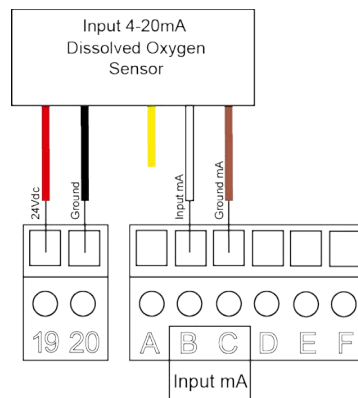 Input 4-20mA
Dissolved Oxygen
Sensor
24Vdc
Ground
Input mA
Ground mA
19 20 A B C D E F
Input mA